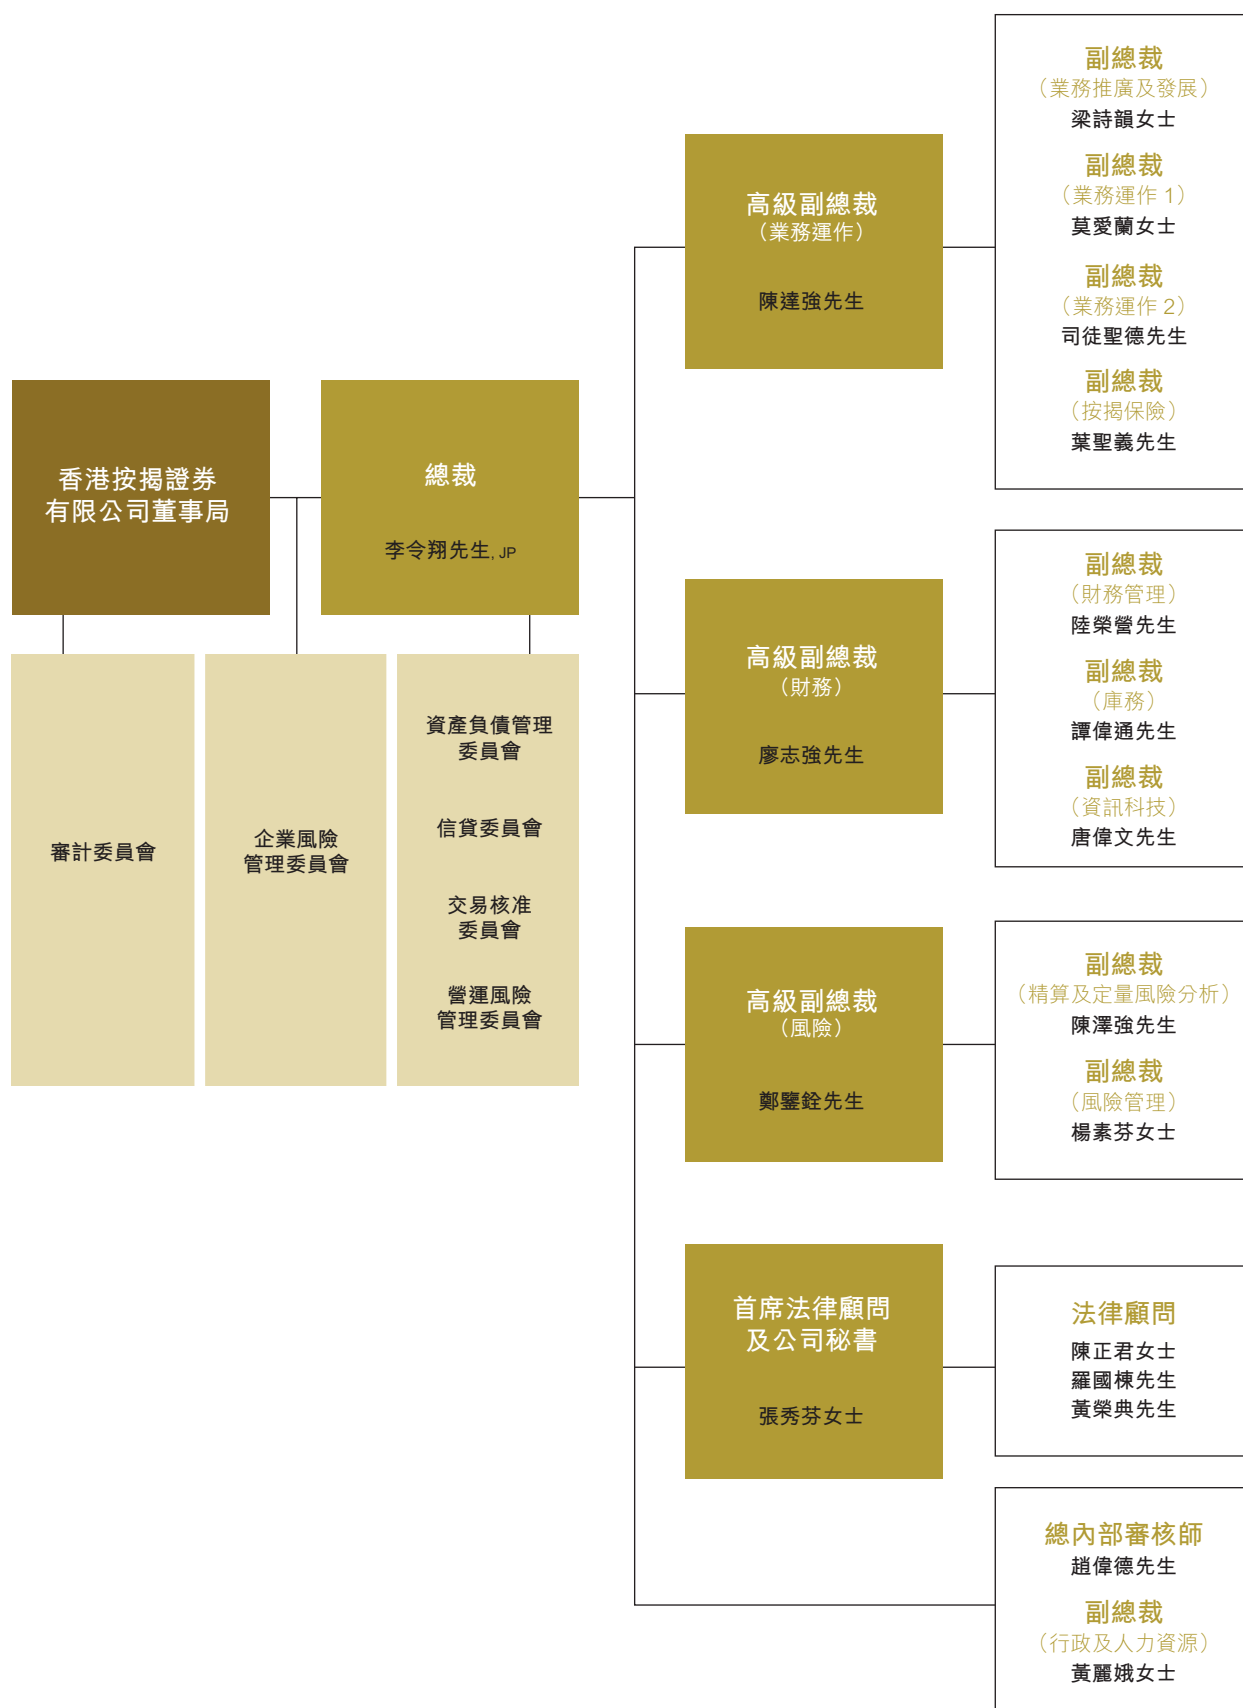 香港按揭證券
有限公司董事局
審計委員會
企業風險
管理委員會
總裁
李令翔先生, JP
資產負債管理
委員會
信貸委員會
交易核准
委員會
營運風險
管理委員會
高級副總裁
（業務運作）
陳達強先生
副總裁
（業務推廣及發展）
梁詩韻女士
副總裁
（業務運作 1）
莫愛蘭女士
副總裁
（業務運作 2）
司徒聖德先生
副總裁
（按揭保險）
葉聖義先生
高級副總裁
（財務）
廖志強先生
副總裁
（財務管理）
陸榮營先生
副總裁
（庫務）
譚偉通先生
副總裁
（資訊科技）
唐偉文先生
高級副總裁
（風險）
鄭鑒銓先生
副總裁
（精算及定量風險分析）
陳澤強先生
副總裁
（風險管理）
楊素芬女士
首席法律顧問
及公司秘書
張秀芬女士
法律顧問
陳正君女士
羅國棟先生
黃榮典先生
總內部審核師
趙偉德先生
副總裁
（行政及人力資源）
黃麗娥女士